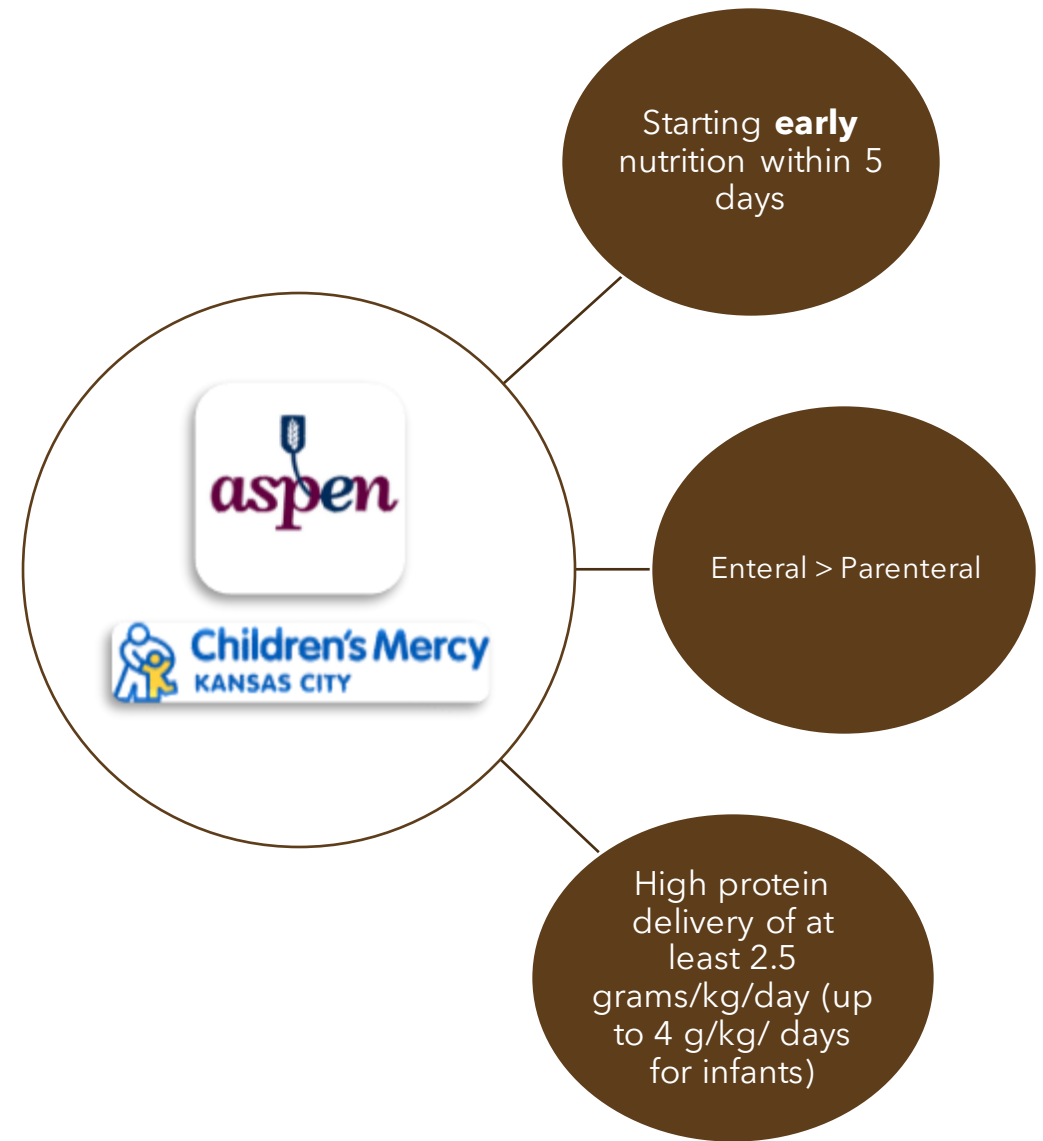 Starting early
nutrition within 5
days
aspen
Children's Mercy
KANSAS CITY
Enteral > Parenteral
High protein
delivery of at
least 2.5
grams/kg/day (up
to 4 g/kg/ days
for infants)